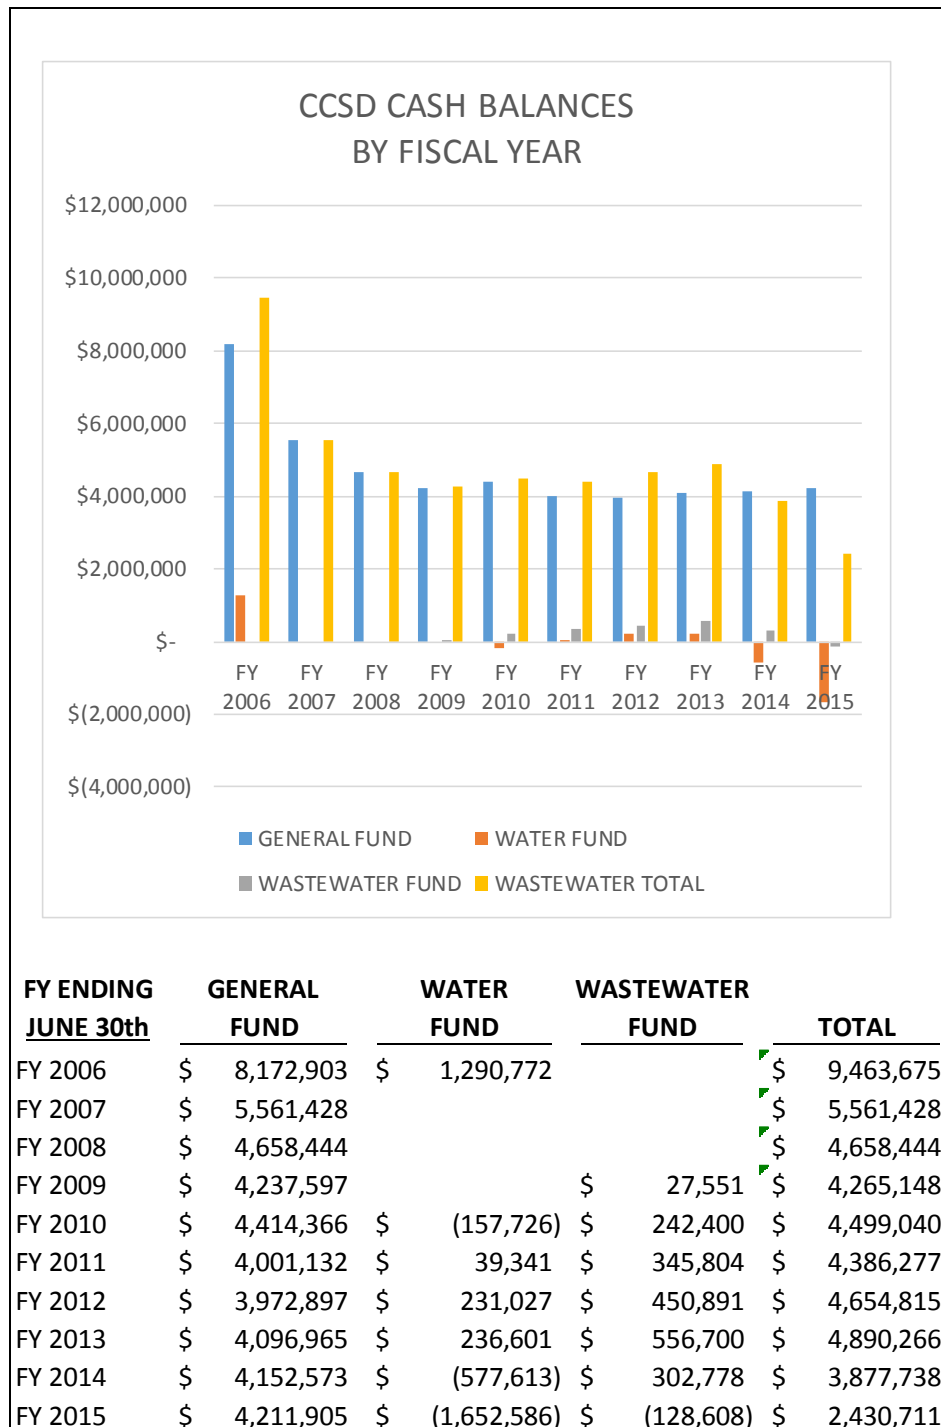 CCSD CASH BALANCES
BY FISCAL YEAR
$12,000,000
$10,000,000
$8,000,000
$6,000,000
$4,000,000
$2,000,000
$-
$(2,000,000)
$(4,000,000)
FY FY FY FY FY FY FY FY FY FY
2006 2007 2008 2009 2010 2011 2012 2013 2014 2015
GENERAL FUND WATER FUND
WASTEWATER FUND WASTEWATER TOTAL
FY ENDING GENERAL WATER WASTEWATER
JUNE 30th FUND FUND FUND TOTAL
FY 2006 $ 8,172,903 $ 1,290,772 $ 9,463,675
FY 2007 $ 5,561,428 $ 5,561,428
FY 2008 $ 4,658,444 $ 4,658,444
FY 2009 $ 4,237,597 $ 27,551 $ 4,265,148
FY 2010 $ 4,414,366 $ (157,726) $ 242,400 $ 4,499,040
FY 2011 $ 4,001,132 $ 39,341 $ 345,804 $ 4,386,277
FY 2012 $ 3,972,897 $ 231,027 $ 450,891 $ 4,654,815
FY 2013 $ 4,096,965 $ 236,601 $ 556,700 $ 4,890,266
FY 2014 $ 4,152,573 $ (577,613) $ 302,778 $ 3,877,738
FY 2015 $ 4,211,905 $ (1,652,586) $ (128,608) $ 2,430,711